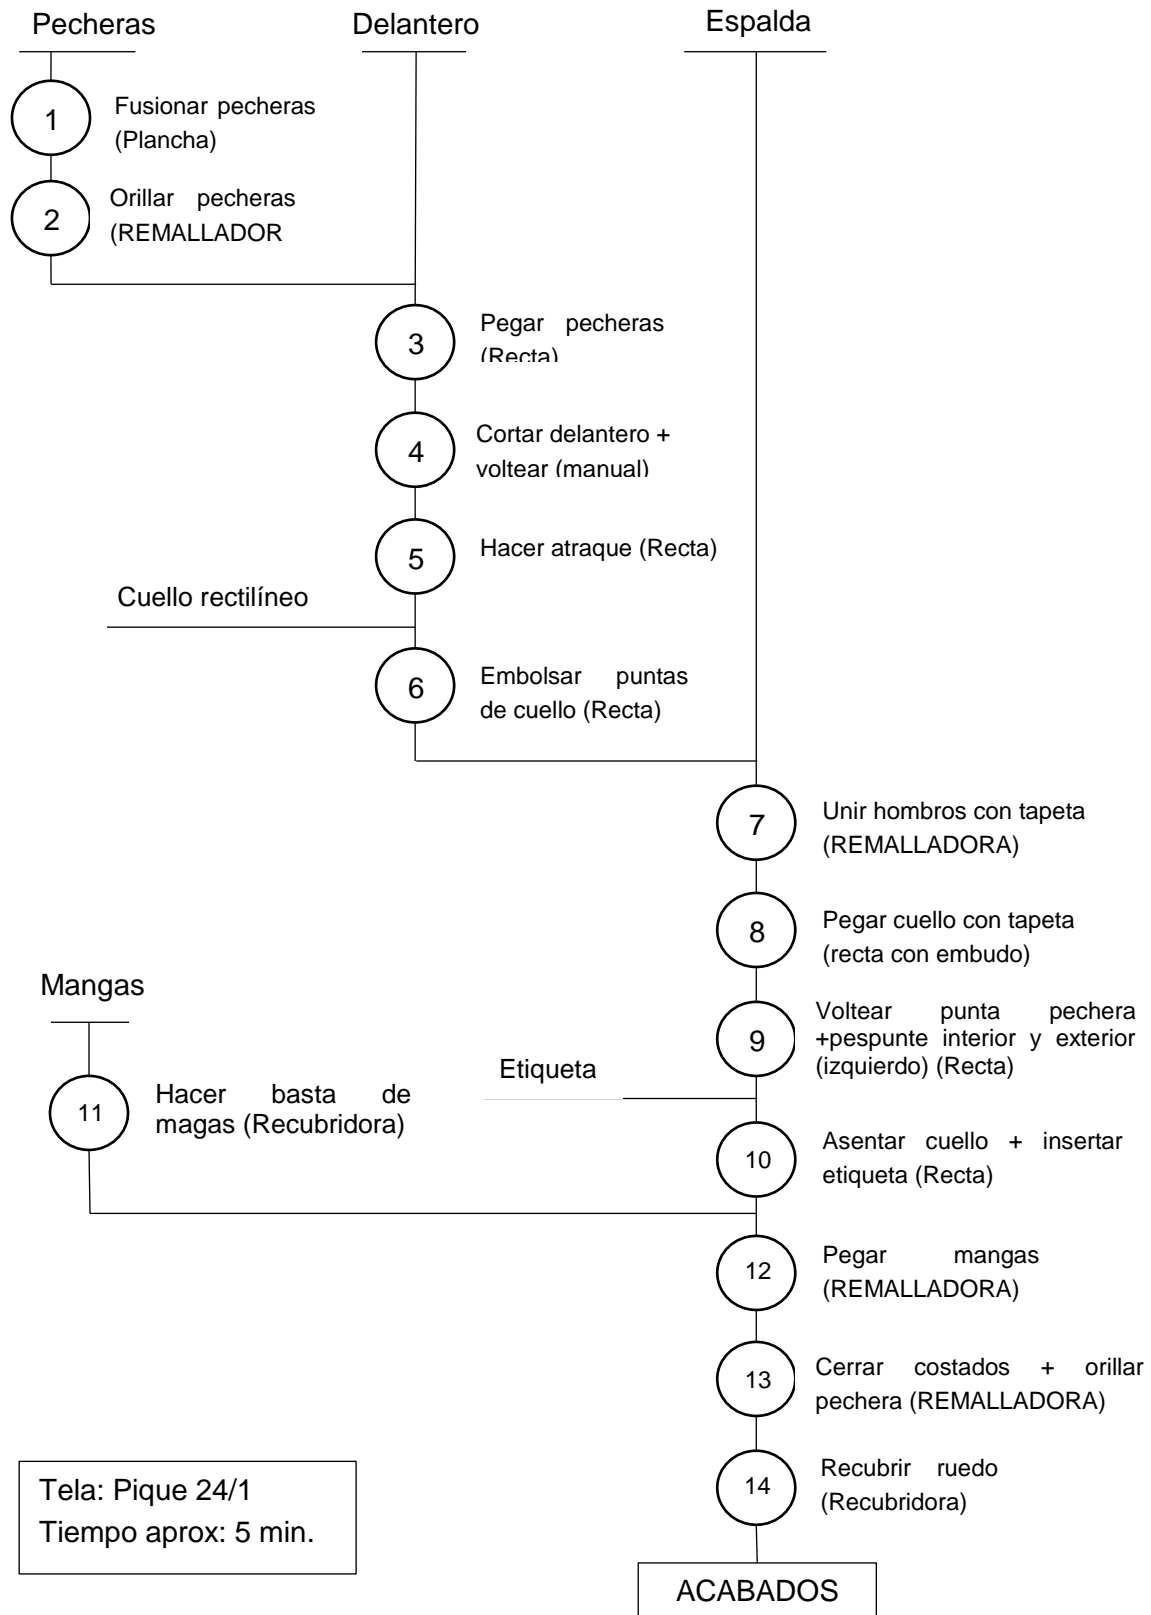 Pecheras
Delantero
Espalda
1
Fusionar pecheras
(Plancha)
2
Orillar pecheras
(REMALLADOR
3
Pegar pecheras
(Recta)
4
Cortar delantero +
voltear (manual)
5
Hacer atraque (Recta)
Cuello rectilíneo
6
Embolsar puntas
de cuello (Recta)
7
Unir hombros con tapeta
(REMALLADORA)
8
Pegar cuello con tapeta
(recta con embudo)
Mangas
9
Voltear punta pechera
+pespunte interior y exterior
(izquierdo) (Recta)
Etiqueta
11
Hacer basta de
magas (Recubridora)
10
Asentar cuello + insertar
etiqueta (Recta)
12
Pegar mangas
(REMALLADORA)
13
Cerrar costados + orillar
pechera (REMALLADORA)
14
Recubrir ruedo
(Recubridora)
Tela: Pique 24/1
Tiempo aprox: 5 min.
ACABADOS